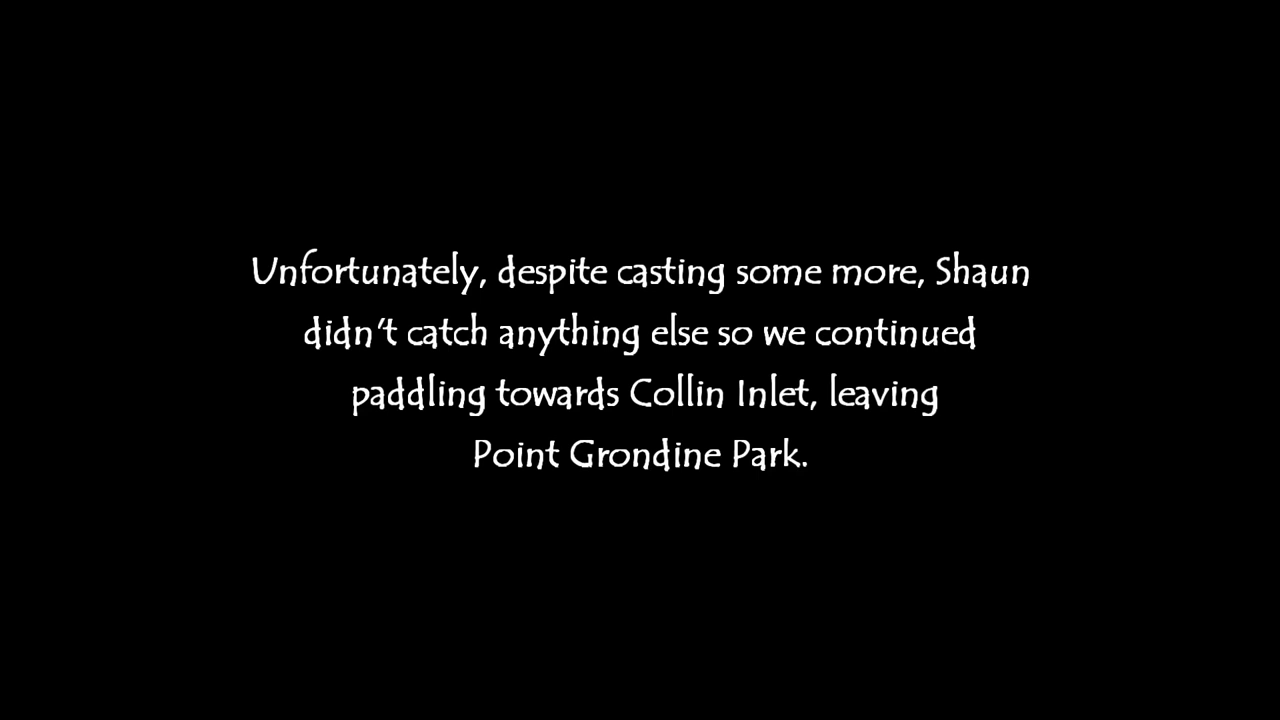 Unfortunately, despite casting some more, Shaun
didn't catch anything else so we continued
paddling towards Collin Inlet, leaving
Point Grondine Park.